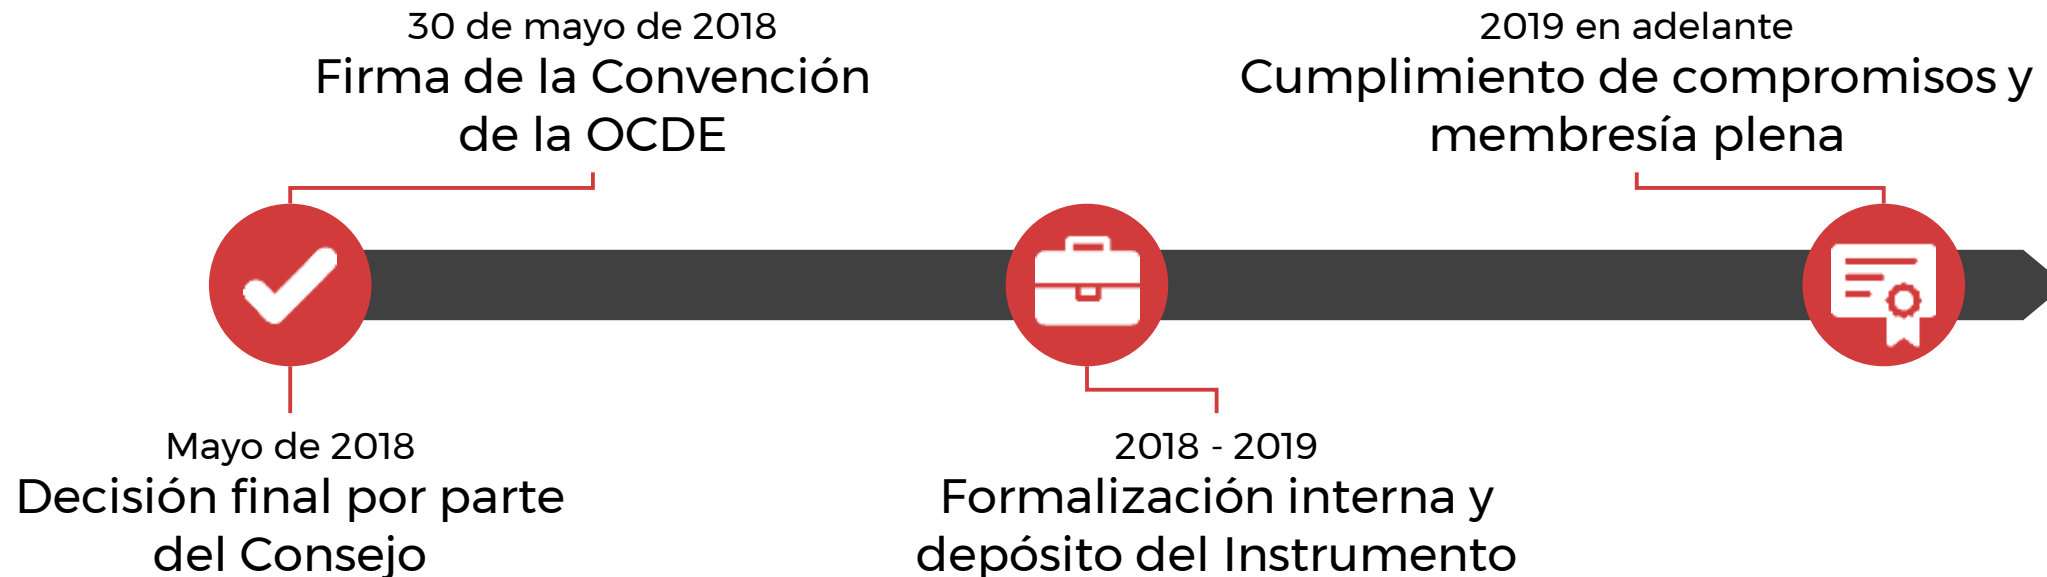 30 de mayo de 2018
Firma de la Convención
de la OCDE
2019 en adelante
Cumplimiento de compromisos y
membresía plena
Mayo de 2018
Decisión final por parte
del Consejo
2018 - 2019
Formalización interna y
depósito del Instrumento